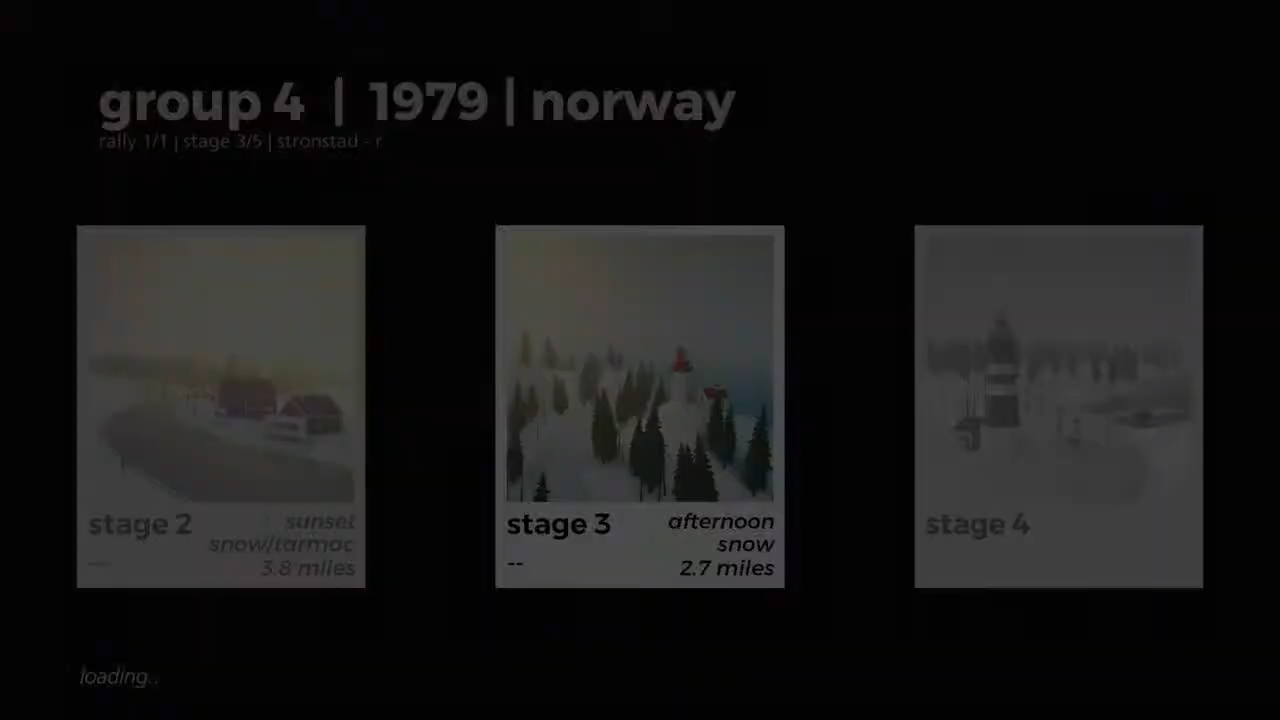 group 4 | 1979 | norway
rally 1/1 | stage 3/5 | stronstad - r
stage 2
sunset
snow/tarmac
--
3.8 miles
stage 3
afternoon
snow
--
2.7 miles
stage 4
loading..